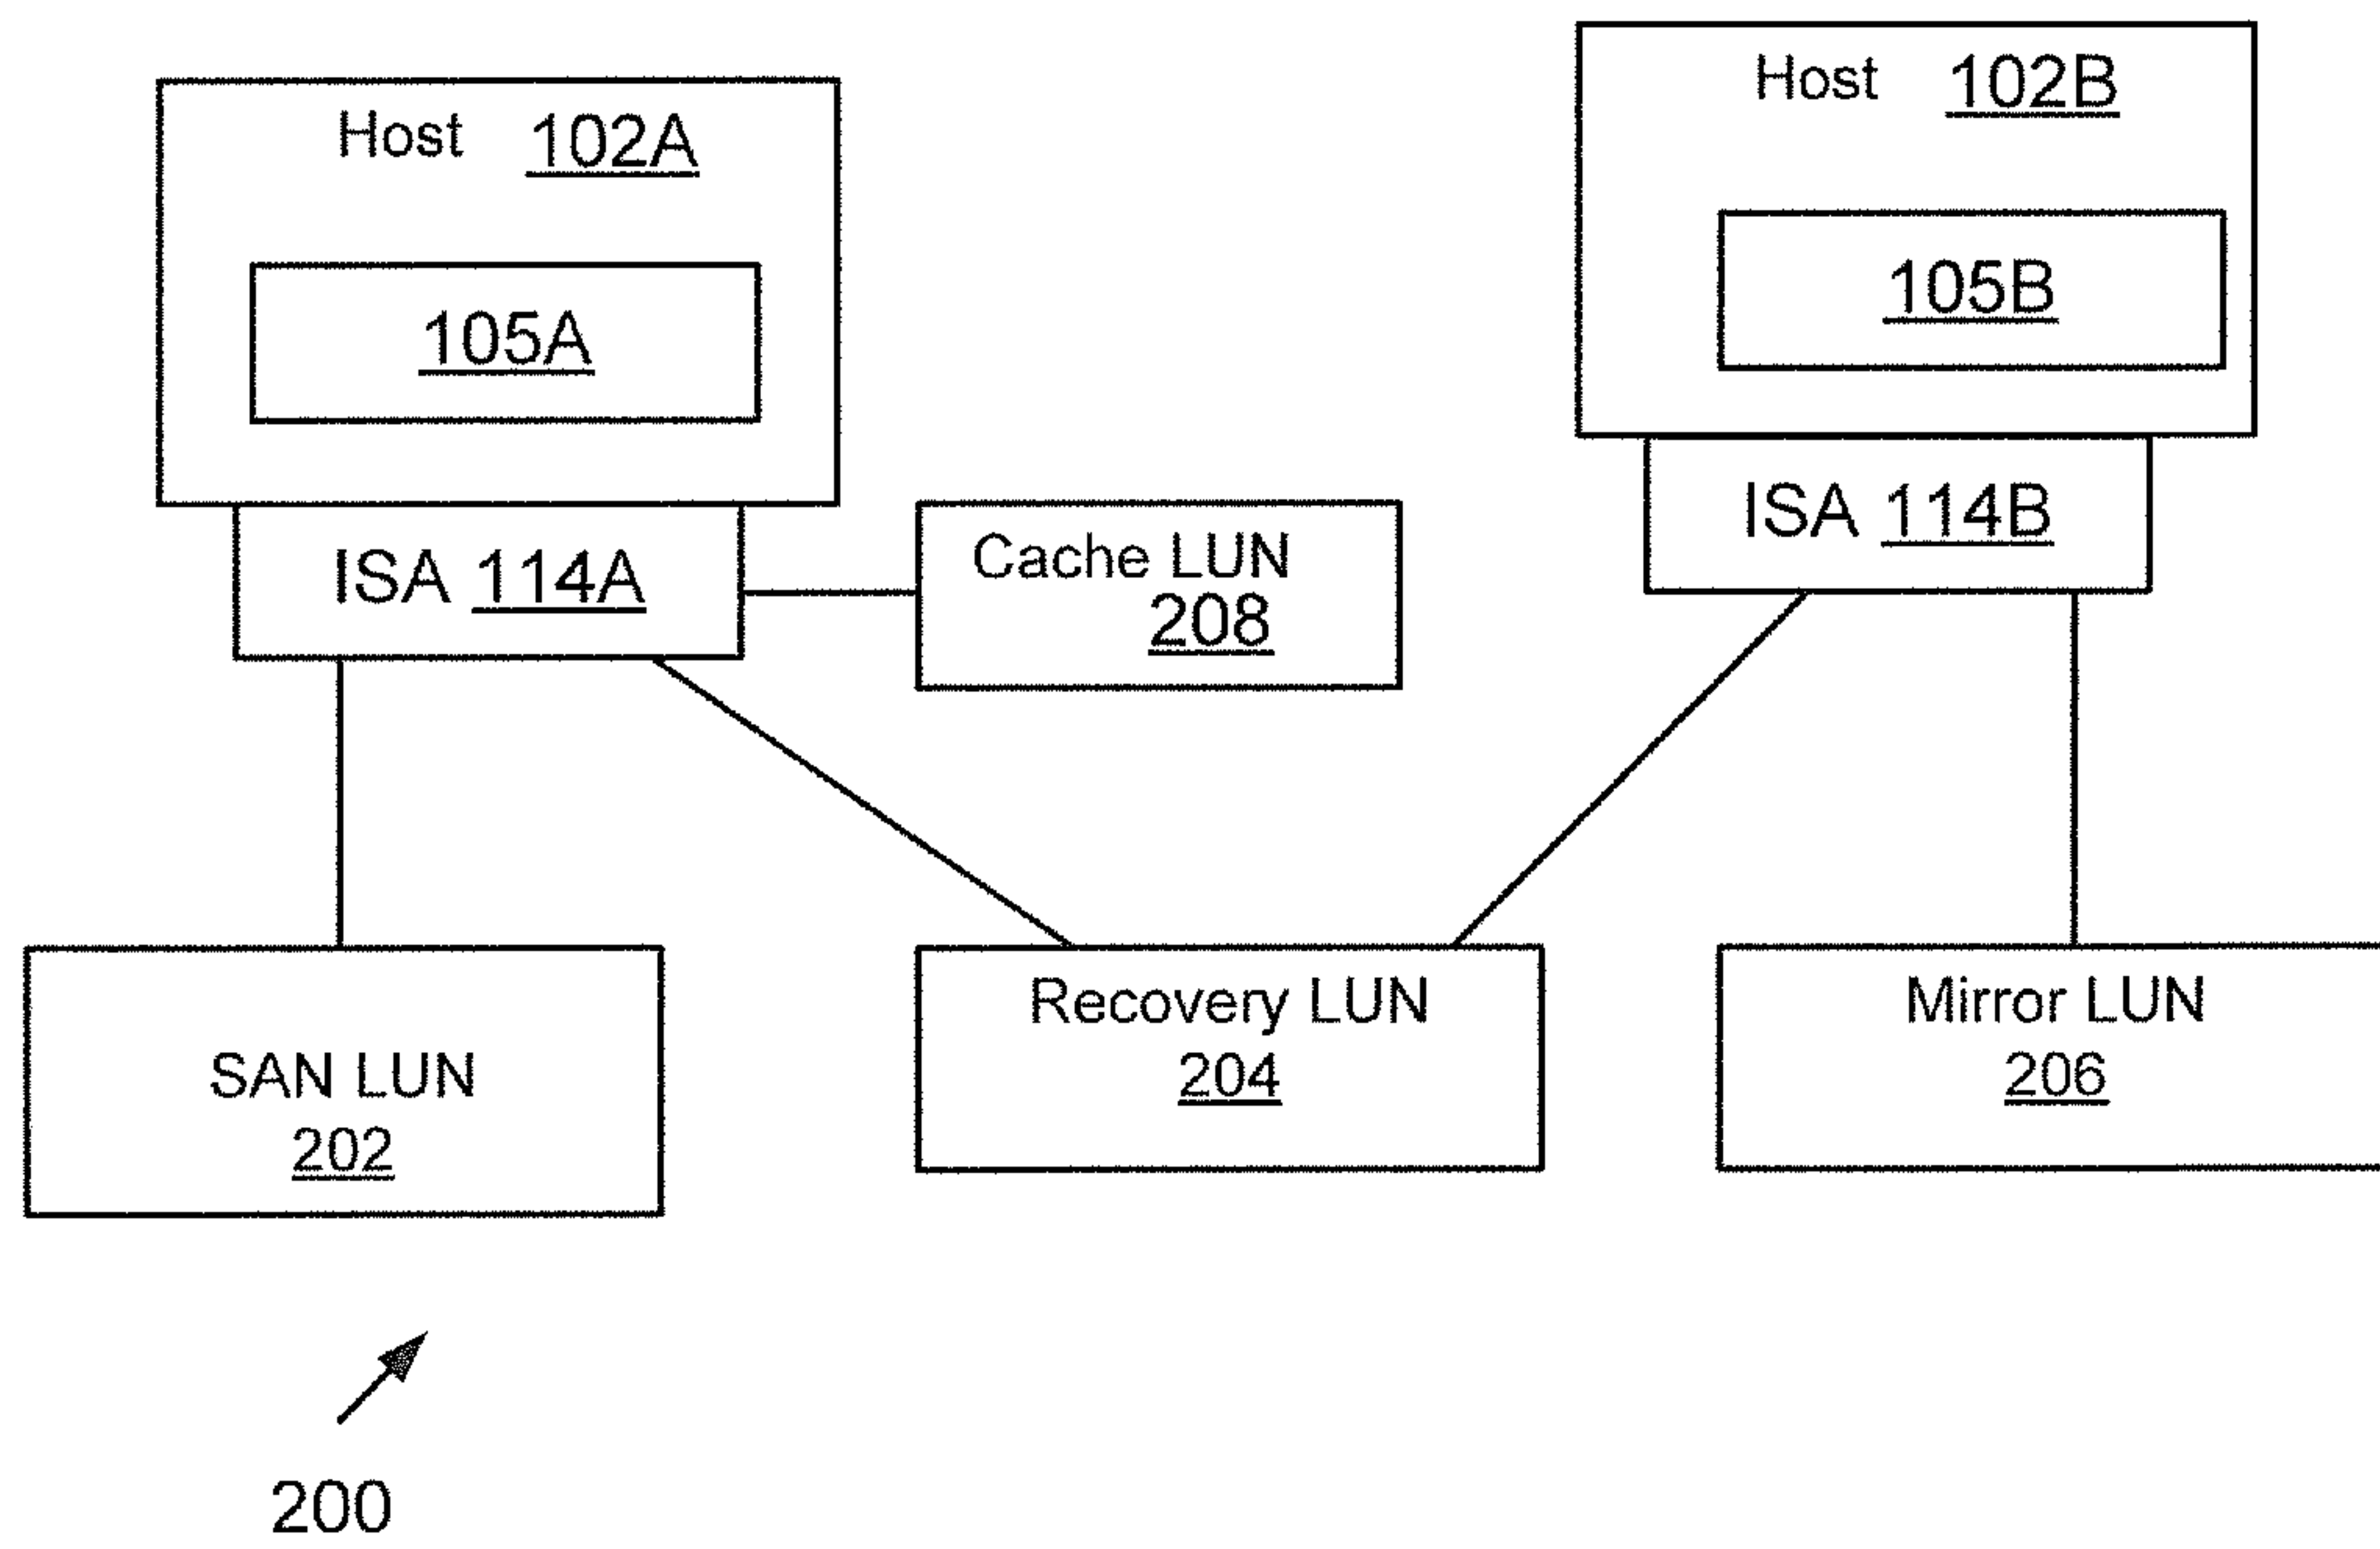 Host 102A
105A
ISA 114A
Cache LUN
208
Host 102B
105B
ISA 114B
SAN LUN
202
Recovery LUN
204
Mirror LUN
206
200